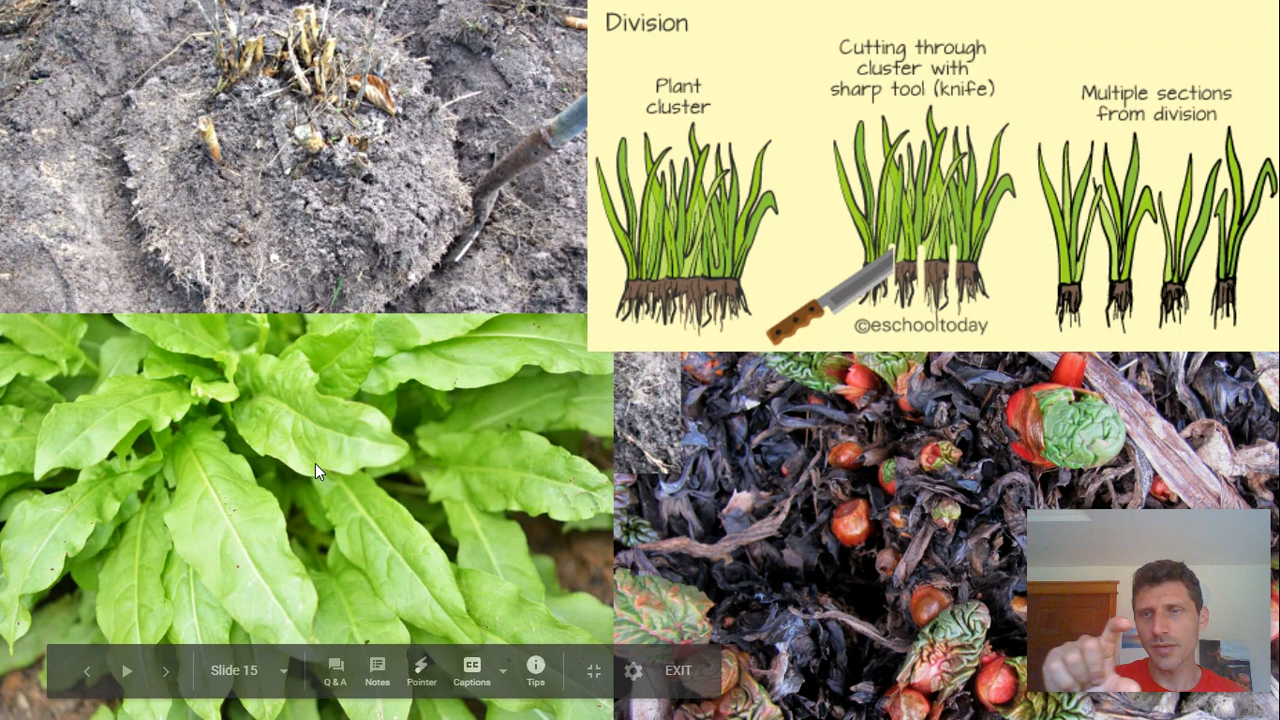 Division
Plant
cluster
Cutting through
cluster with
sharp tool (knife)
Multiple sections
from division
©eschooltoday
Slide 15
Q & A
Notes
Pointer
Captions
Tips
EXIT
CC